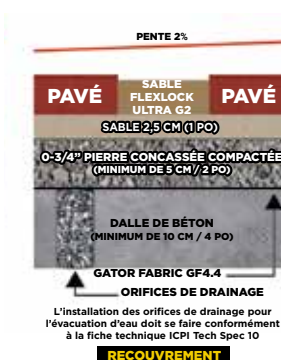 PENTE 2%
PAVÉ
SABLE
FLEXLOCK
ULTRA G2
PAVÉ
SABLE 2,5 CM (1 PO)
0-3/4" PIERRE CONCASSÉE COMPACTÉE
(MINIMUM DE 5 CM / 2 PO)
DALLE DE BÉTON
(MINIMUM DE 10 CM / 4 PO)
GATOR FABRIC GF4.4
ORIFICES DE DRAINAGE
L'installation des orifices de drainage pour
l'évacuation d'eau doit se faire conformément
à la fiche technique ICPI Tech Spec 10
RECOUVREMENT